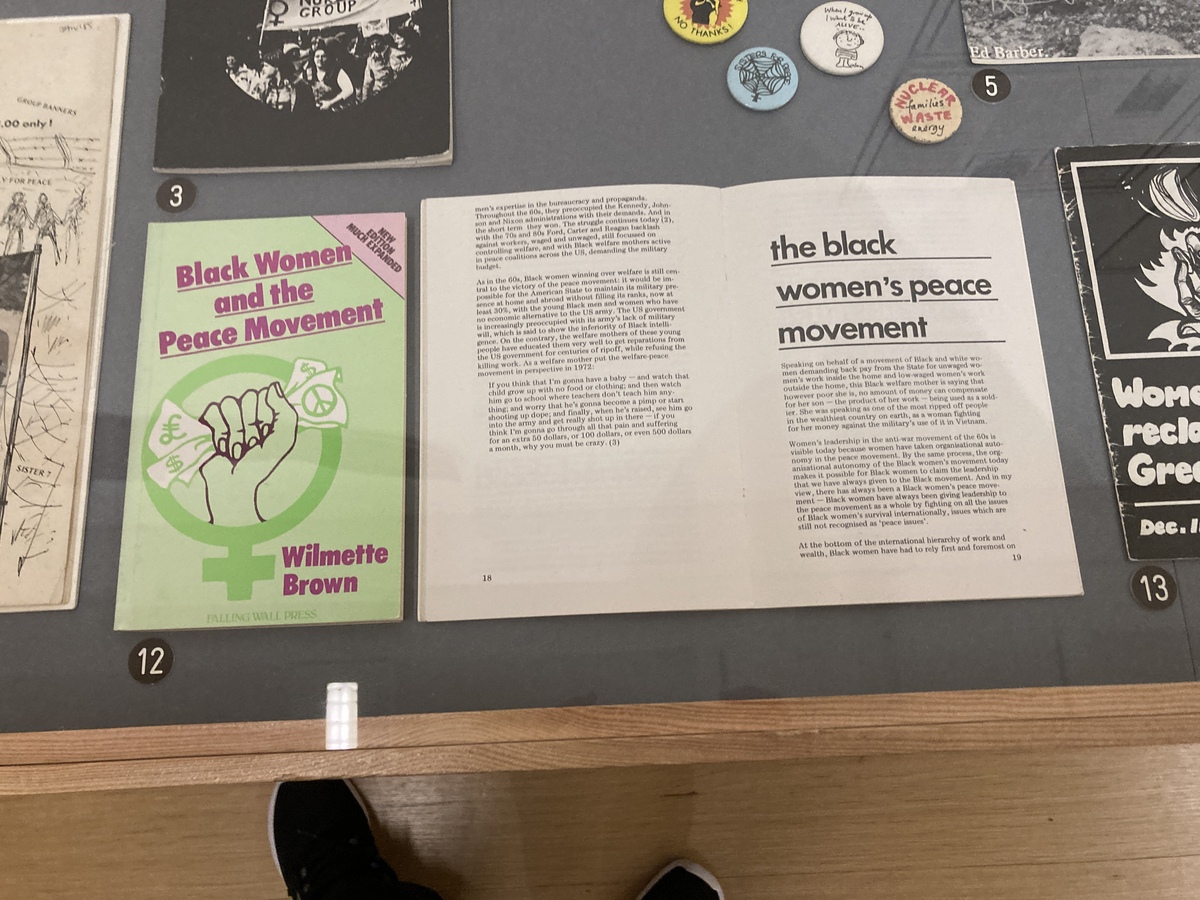 GROUP BANNERS
.00 only!
Y FOR PEACE
SISTER ?
GROUP
3
NO THANKS!
When I grow up
I want to be
ALIVE..
SISTERS
NUCLEAR
families
WASTE
energy
Ed Barber.
5
NEW
EDITION
MUCH EXPANDED
Black Women
and the
Peace Movement
£
$
$
Wilmette
Brown
FALLING WALL PRESS
12
men's expertise in the bureaucracy and propaganda.
Throughout the 60s, they preoccupied the Kennedy, John-
son and Nixon administrations with their demands. And in
the short term they won. The struggle continues today (2),
with the 70s and 80s Ford, Carter and Reagan backlash
against workers, waged and unwaged, still focussed on
controlling welfare, and with Black welfare mothers active
in peace coalitions across the US, demanding the military
budget.
As in the 60s, Black women winning over welfare is still cen-
tral to the victory of the peace movement: it would be im-
possible for the American State to maintain its military pre-
sence at home and abroad without filling its ranks, now at
least 30%, with the young Black men and women who have
no economic alternative to the US army. The US government
is increasingly preoccupied with its army's lack of military
will, which is said to show the inferiority of Black intelli-
gence. On the contrary, the welfare mothers of these young
people have educated them very well to get reparations from
the US government for centuries of ripoff, while refusing the
killing work. As a welfare mother put the welfare-peace
movement in perspective in 1972:
If you think that I'm gonna have a baby — and watch that
child grow up with no food or clothing; and then watch
him go to school where teachers don't teach him any-
thing; and worry that he's gonna become a pimp or start
shooting up dope; and finally, when he's raised, see him go
into the army and get really shot up in there — if you
think I'm gonna go through all that pain and suffering
for an extra 50 dollars, or 100 dollars, or even 500 dollars
a month, why you must be crazy. (3)
18
the black
women's peace
movement
Speaking on behalf of a movement of Black and white wo-
men demanding back pay from the State for unwaged wo-
men's work inside the home and low-waged women's work
outside the home, this Black welfare mother is saying that
however poor she is, no amount of money can compensate
for her son — the product of her work — being used as a sold-
ier. She was speaking as one of the most ripped off people
in the wealthiest country on earth, as a woman fighting
for her money against the military's use of it in Vietnam.
Women's leadership in the anti-war movement of the 60s is
visible today because women have taken organisational auto-
nomy in the peace movement. By the same process, the org-
anisational autonomy of the Black women's movement today
makes it possible for Black women to claim the leadership
that we have always given to the Black movement. And in my
view, there has always been a Black women's peace move-
ment — Black women have always been giving leadership to
the peace movement as a whole by fighting on all the issues
of Black women's survival internationally, issues which are
still not recognised as 'peace issues'.
At the bottom of the international hierarchy of work and
wealth, Black women have had to rely first and foremost on
19
Wome
recla
Gree
Dec. 1
13